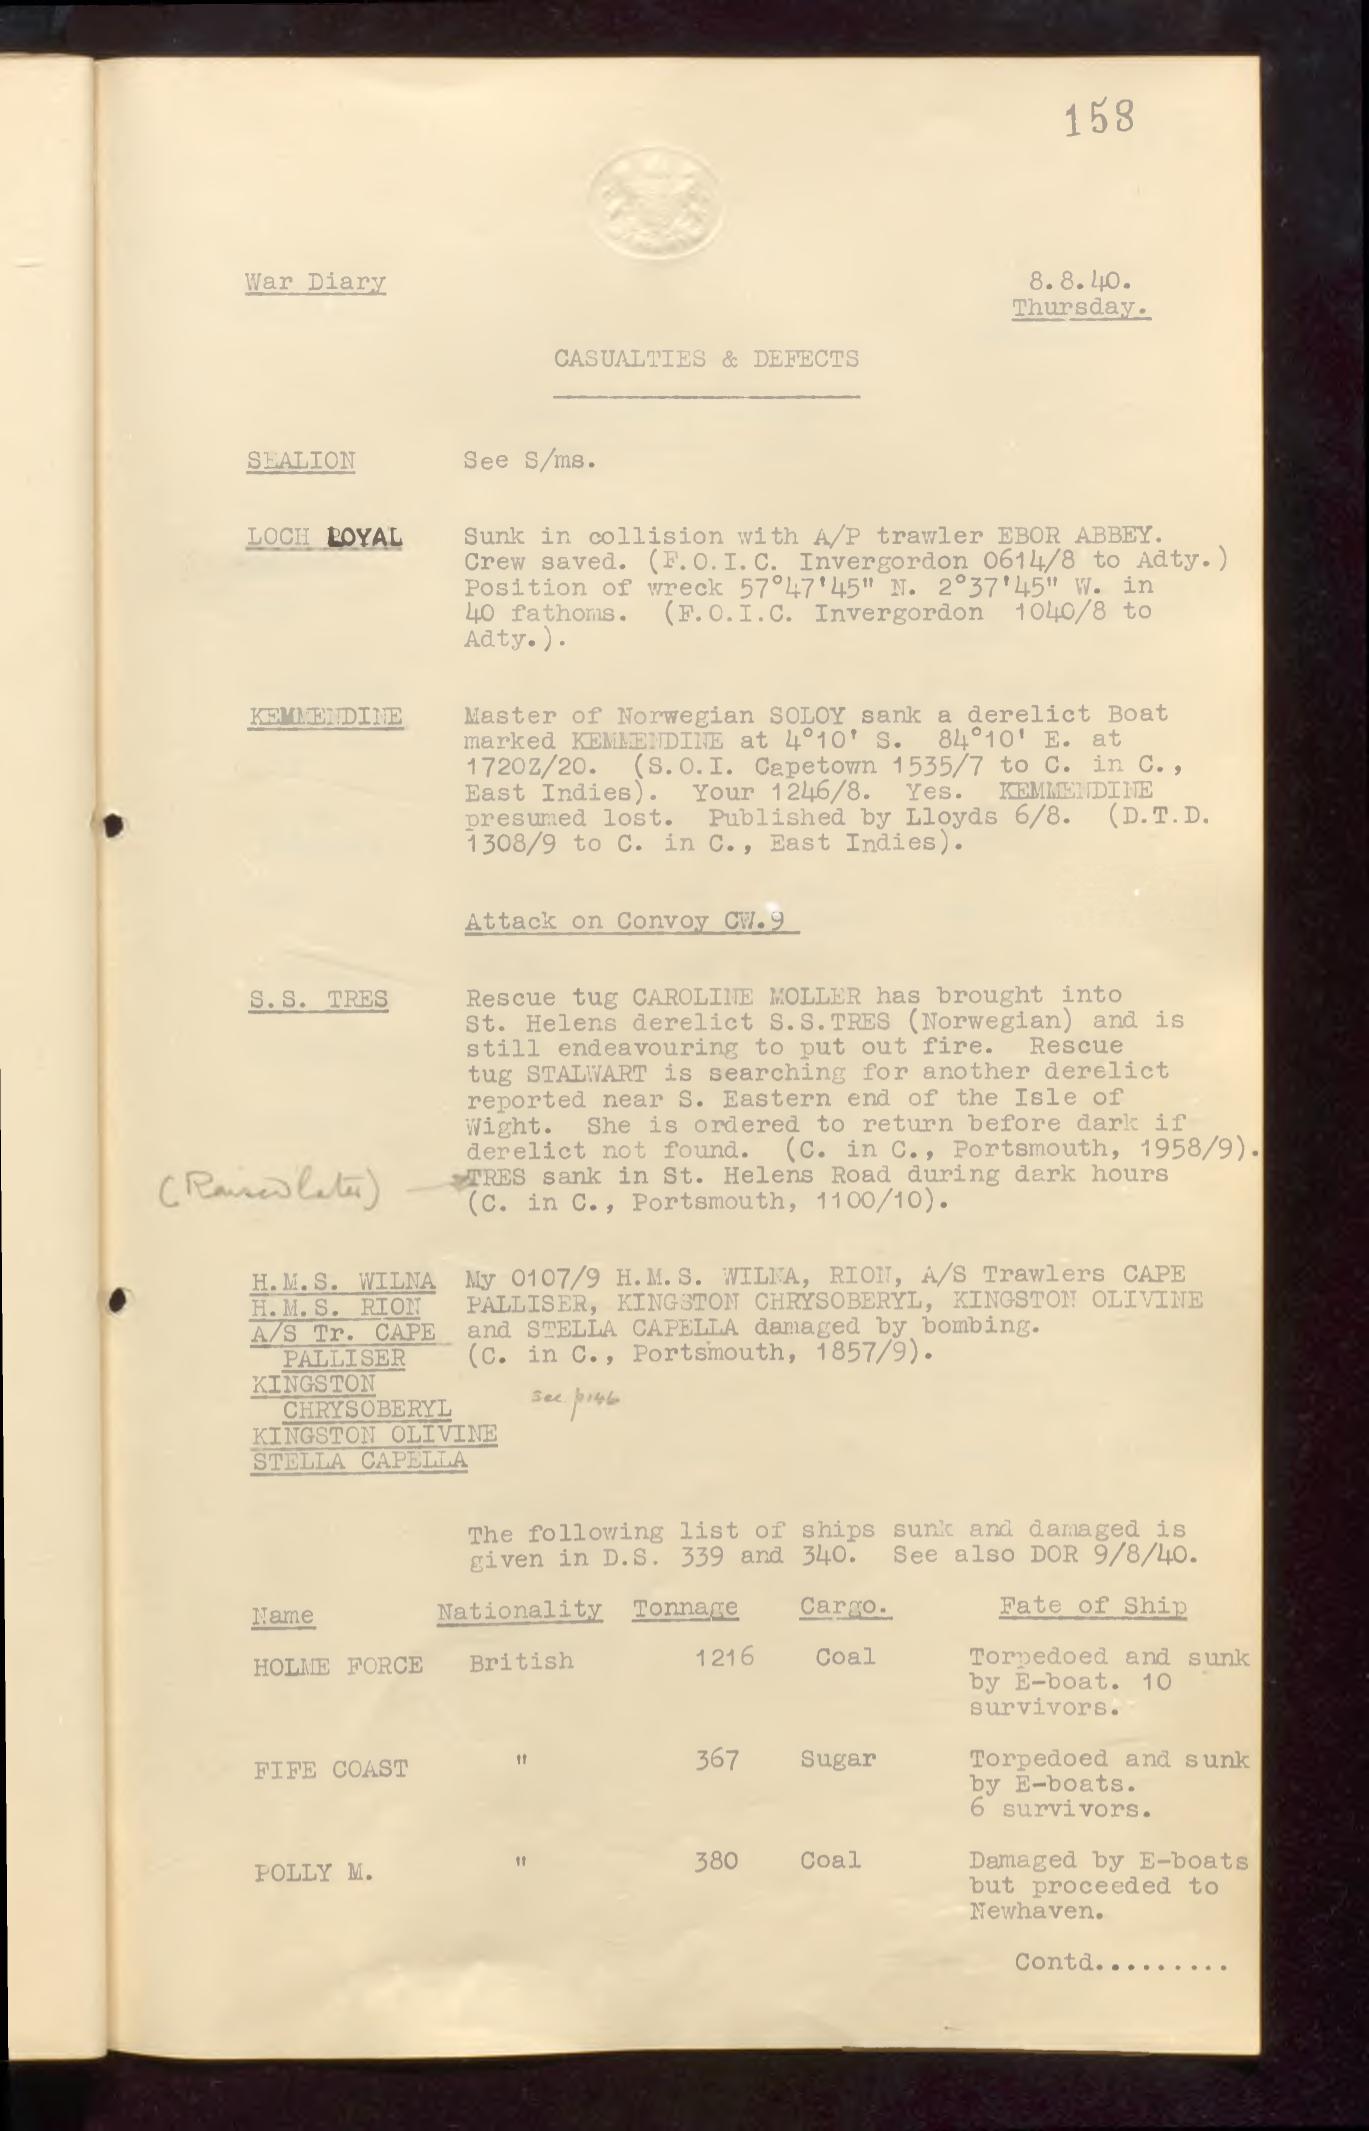 158
War Diary 8.8.40.
Thursday.
CASUALTIES & DEFECTS
SEALION See S/ms.
LOCH LOYAL Sunk in collision with A/P trawler EBOR ABBEY.
Crew saved. (F.O.I.C. Invergordon 0614/8 to Adty.)
Position of wreck 57°47'45" N. 2°37'45" W. in
40 fathoms. (F.O.I.C. Invergordon 1040/8 to
Adty.).
KEMMENDINE Master of Norwegian SOLOY sank a derelict Boat
marked KEMMENDINE at 4°10' S. 84°10' E. at
1720Z/20. (S.O.I. Capetown 1535/7 to C. in C.,
East Indies). Your 1246/8. Yes. KEMMENDINE
presumed lost. Published by Lloyds 6/8. (D.T.D.
1308/9 to C. in C., East Indies).
Attack on Convoy CW.9
S.S. TRES Rescue tug CAROLINE MOLLER has brought into
St. Helens derelict S.S.TRES (Norwegian) and is
still endeavouring to put out fire. Rescue
tug STALWART is searching for another derelict
reported near S. Eastern end of the Isle of
Wight. She is ordered to return before dark if
derelict not found. (C. in C., Portsmouth, 1958/9).
(Raised later) TRES sank in St. Helens Road during dark hours
(C. in C., Portsmouth, 1100/10).
H.M.S. WILNA My 0107/9 H.M.S. WILNA, RION, A/S Trawlers CAPE
H.M.S. RION PALLISER, KINGSTON CHRYSOBERYL, KINGSTON OLIVINE
A/S Tr. CAPE and STELLA CAPELLA damaged by bombing.
PALLISER (C. in C., Portsmouth, 1857/9).
KINGSTON
CHRYSOBERYL See p146
KINGSTON OLIVINE
STELLA CAPELLA
The following list of ships sunk and damaged is
given in D.S. 339 and 340. See also DOR 9/8/40.
Name Nationality Tonnage Cargo. Fate of Ship
HOLME FORCE British 1216 Coal Torpedoed and sunk
by E-boat. 10
survivors.
FIFE COAST " 367 Sugar Torpedoed and sunk
by E-boats.
6 survivors.
POLLY M. " 380 Coal Damaged by E-boats
but proceeded to
Newhaven.
Contd..........